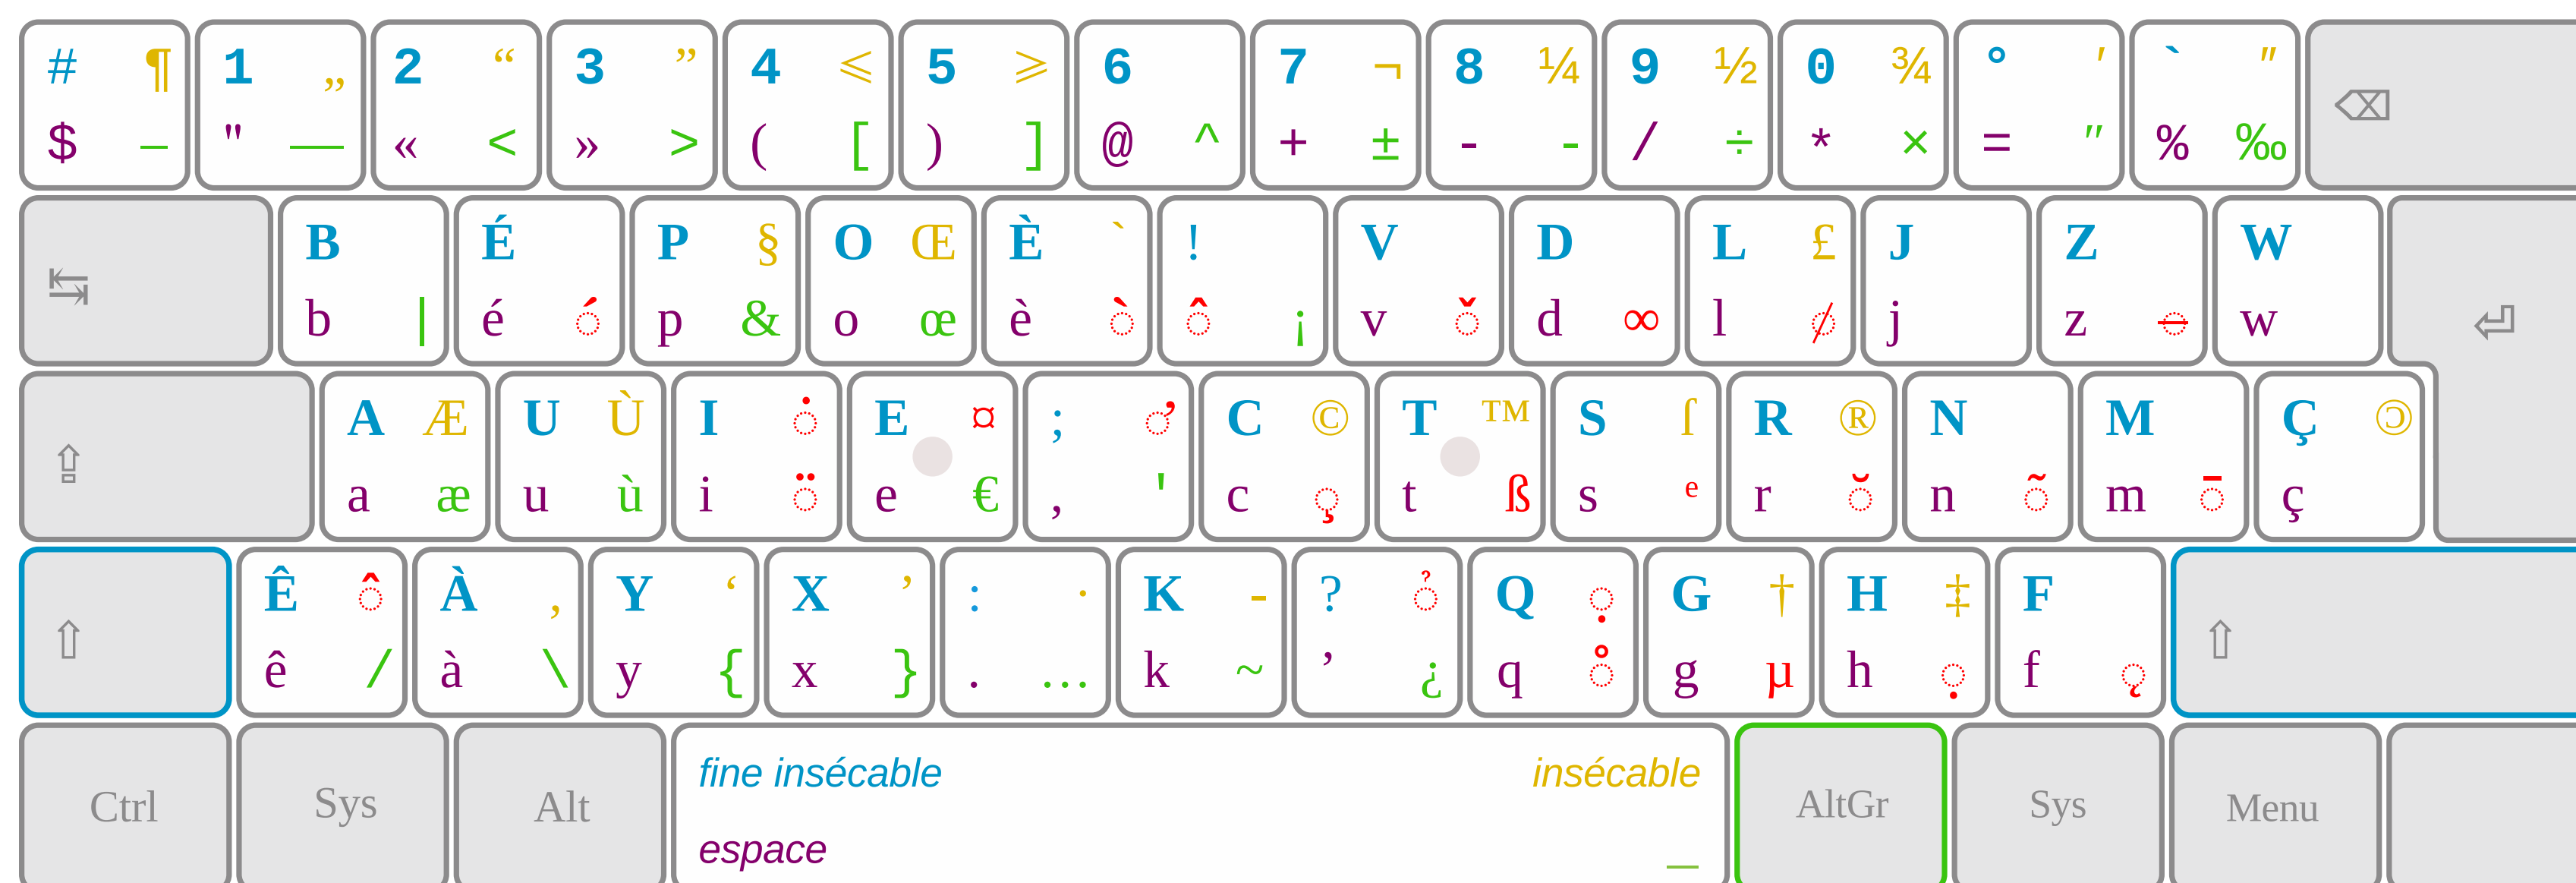 # ¶ 1 „ 2 “ 3 ” 4 ⩽ 5 ⩾ 6 7 ¬ 8 ¼ 9 ½ 0 ¾ ° ′ ` ″
$ – " — « < » > ( [ ) ] @ ^ + ± - - / ÷ * × = ″ % ‰ ⌫
B É P § O Œ È ` ! V D L £ J Z W
↹ b | é ◌́ p & o œ è ◌̀ ◌̂ ¡ v ◌̌ d ∞ l ◌̸ j z ◌̵ w ⏎
A Æ U Ù I ◌̇ E ¤ ; ◌̛ C © T ™ S ſ R ® N M Ç 🄯
⇪ a æ u ù i ◌̈ e € , ' c ◌̧ t ß s ᵉ r ◌̆ n ◌̃ m ◌̄ ç
Ê ◌̂ À ‚ Y ‘ X ’ : · K ‑ ? ◌̉ Q ◌̣ G † H ‡ F
⇧ ê / à \ y { x } . … k ~ ’ ¿ q ◌̊ g µ h ◌̣ f ◌̨ ⇧
fine insécable insécable
Ctrl Sys Alt AltGr Sys Menu
espace _